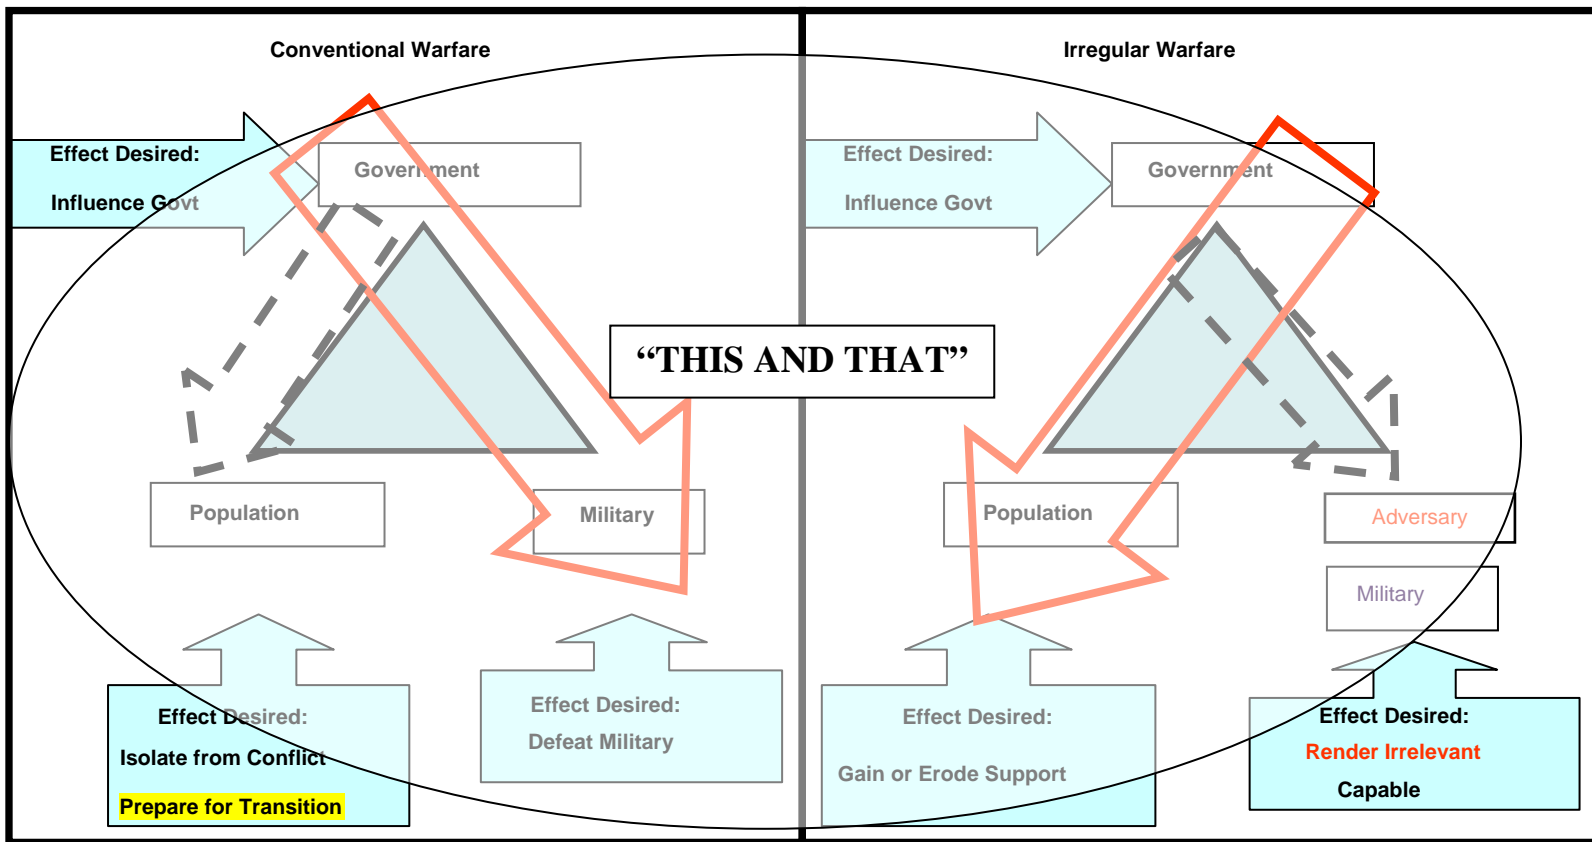 Conventional Warfare
Effect Desired:
Influence Govt
Government
Population
Military
Effect Desired:
Isolate from Conflict
Prepare for Transition
Effect Desired:
Defeat Military
“THIS AND THAT”
Irregular Warfare
Effect Desired:
Influence Govt
Government
Population
Adversary
Military
Effect Desired:
Gain or Erode Support
Effect Desired:
Render Irrelevant
Capable